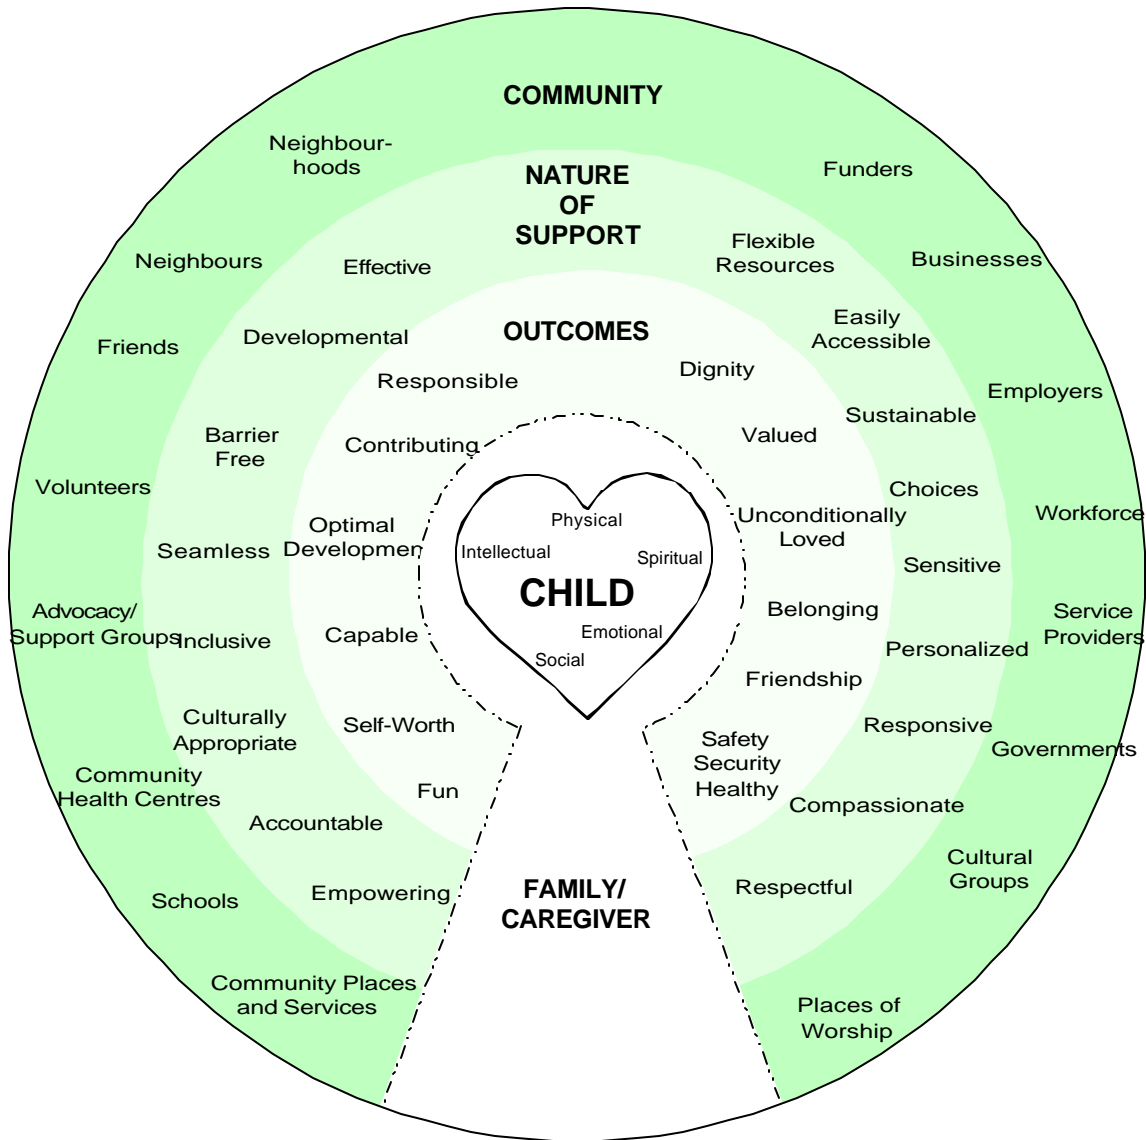 COMMUNITY
Neighbour-
hoods
Neighbours
Friends
Volunteers
Advocacy/
Support Groups
Community
Health Centres
Schools
Community Places
and Services
Funders
Businesses
Employers
Workforce
Service
Providers
Governments
Cultural
Groups
Places of
Worship
NATURE
OF
SUPPORT
Effective
Developmental
Barrier
Free
Seamless
Inclusive
Culturally
Appropriate
Accountable
Empowering
Flexible
Resources
Easily
Accessible
Sustainable
Choices
Sensitive
Personalized
Responsive
Compassionate
Respectful
OUTCOMES
Responsible
Contributing
Optimal
Developmen
Capable
Self-Worth
Fun
Dignity
Valued
Unconditionally
Loved
Belonging
Friendship
Safety
Security
Healthy
Physical
Intellectual
Spiritual
CHILD
Emotional
Social
FAMILY/
CAREGIVER